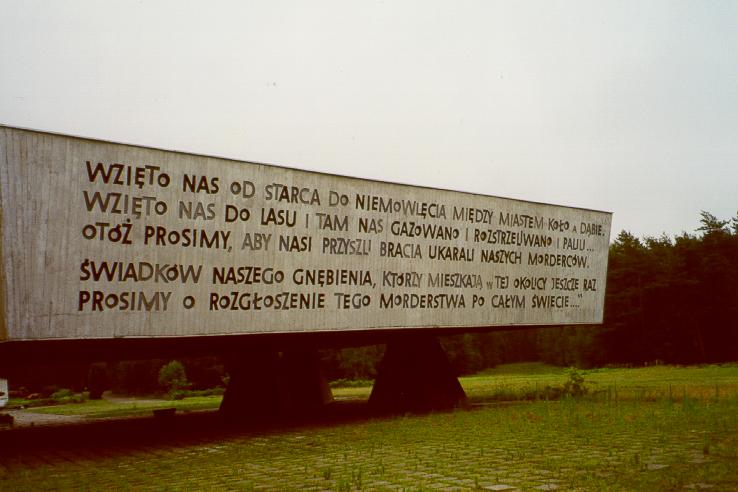 WZIĘTO NAS OD STARCA DO NIEMOWLĘCIA MIĘDZY MIASTEM KOŁO A DĄBIE.
WZIĘTO NAS DO LASU I TAM NAS GAZOWANO I ROZSTRZELIWANO I PALILI ...
OTÓŻ PROSIMY, ABY NASI PRZYSZLI BRACIA UKARALI NASZYCH MORDERCÓW.
ŚWIADKÓW NASZEGO GNĘBIENIA, KTÓRZY MIESZKAJĄ W TEJ OKOLICY JESZCZE RAZ
PROSIMY O ROZGŁOSZENIE TEGO MORDERSTWA PO CAŁYM ŚWIECIE...."